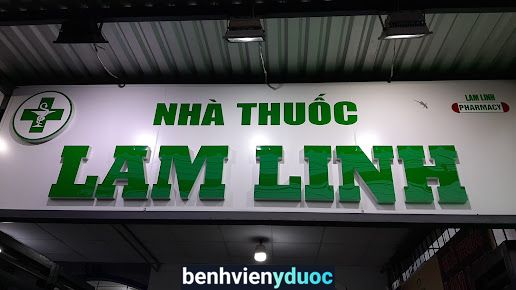 NHÀ THUỐC
LAM LINH
PHARMACY
LAM LINH
benhvienyduoc